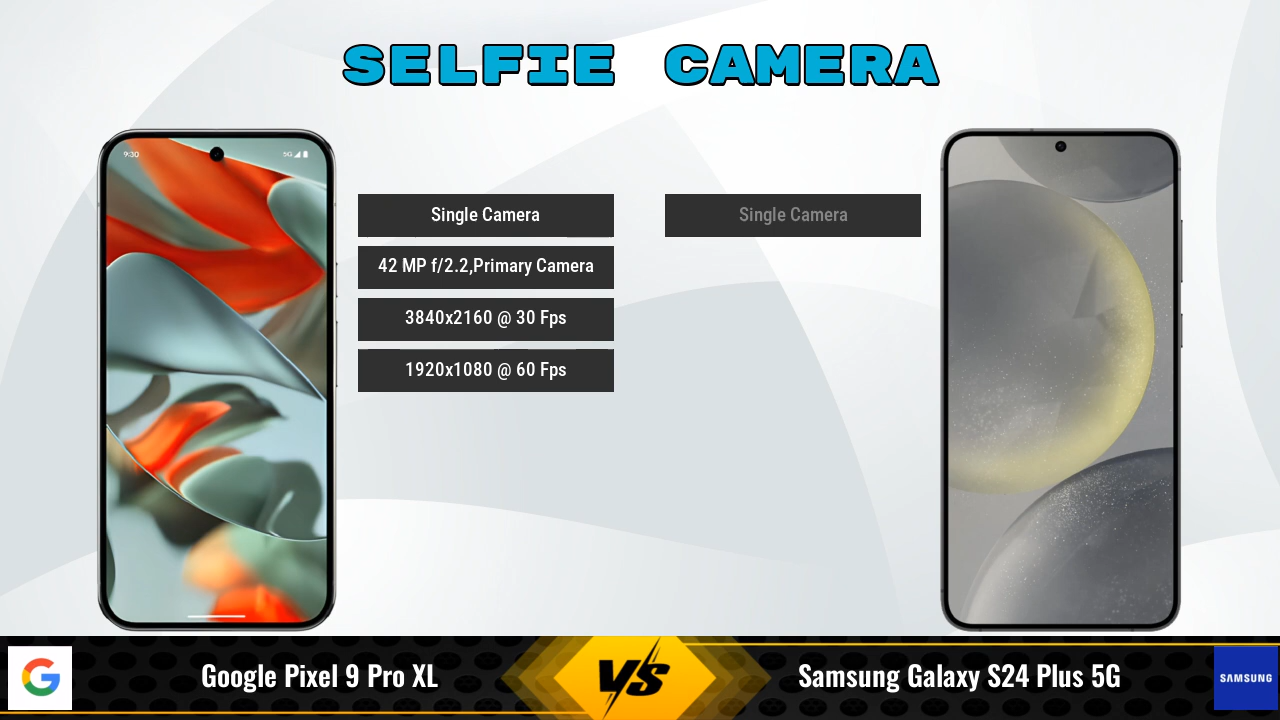 SELFIE CAMERA
9:30
5G
Single Camera
42 MP f/2.2,Primary Camera
3840x2160 @ 30 Fps
1920x1080 @ 60 Fps
Single Camera
G
Google Pixel 9 Pro XL
VS
Samsung Galaxy S24 Plus 5G
SAMSUNG